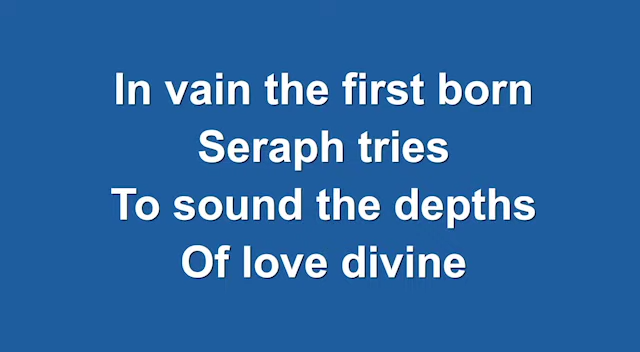 In vain the first born
Seraph tries
To sound the depths
Of love divine